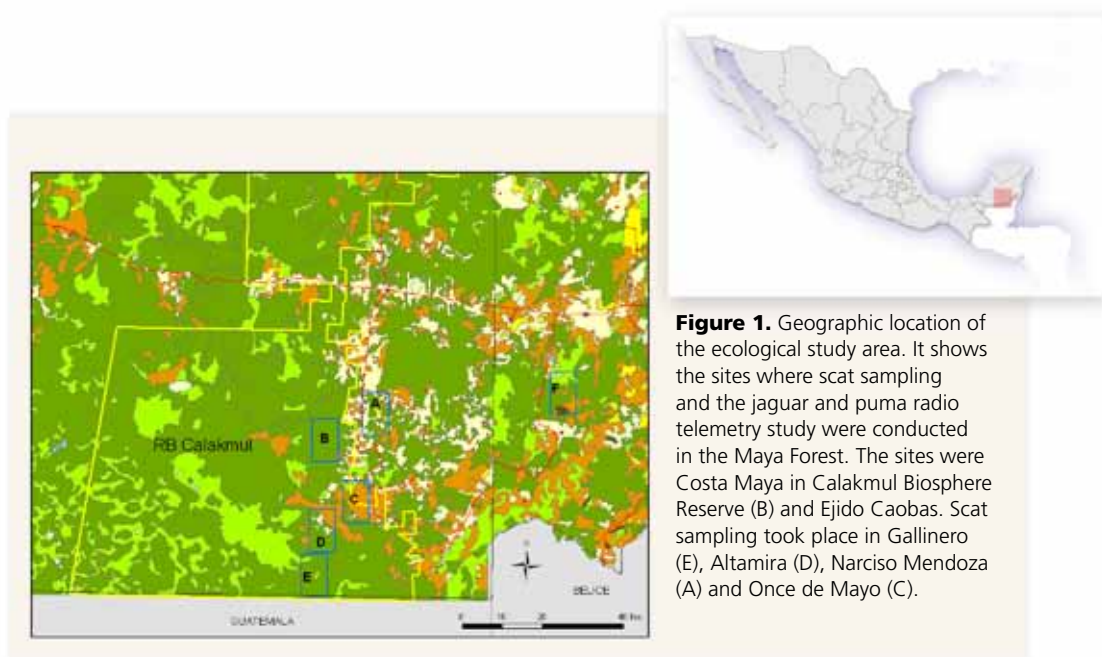 RB Calakmul
A
B
C
D
E
F
GUATEMALA
BELICE
Figure 1. Geographic location of
the ecological study area. It shows
the sites where scat sampling
and the jaguar and puma radio
telemetry study were conducted
in the Maya Forest. The sites were
Costa Maya in Calakmul Biosphere
Reserve (B) and Ejido Caobas. Scat
sampling took place in Gallinero
(E), Altamira (D), Narciso Mendoza
(A) and Once de Mayo (C).